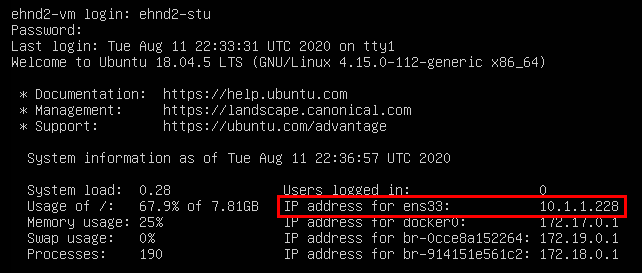 ehnd2-vm login: ehnd2-stu
Password:
Last login: Tue Aug 11 22:33:31 UTC 2020 on tty1
Welcome to Ubuntu 18.04.5 LTS (GNU/Linux 4.15.0-112-generic x86_64)
* Documentation: https://help.ubuntu.com
* Management: https://landscape.canonical.com
* Support: https://ubuntu.com/advantage
System information as of Tue Aug 11 22:36:57 UTC 2020
System load: 0.28 Users logged in: 0
Usage of /: 67.9% of 7.81GB IP address for ens33: 10.1.1.228
Memory usage: 25% IP address for docker0: 172.17.0.1
Swap usage: 0% IP address for br-0cce8a152264: 172.19.0.1
Processes: 190 IP address for br-914151e561c2: 172.18.0.1